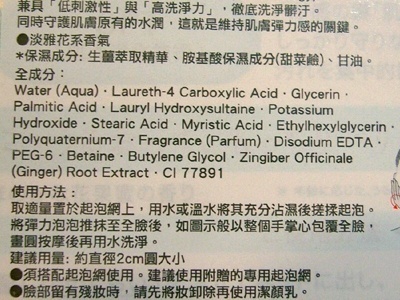 兼具「低刺激性」與「高洗淨力」，徹底洗淨髒汙。
同時守護肌膚原有的水潤，這就是維持肌膚彈力感的關鍵。
●淡雅花系香氣
*保濕成分: 生薑萃取精華、胺基酸保濕成分(甜菜鹼)、甘油。
全成分：
Water (Aqua)・Laureth-4 Carboxylic Acid・Glycerin・
Palmitic Acid・Lauryl Hydroxysultaine・Potassium
Hydroxide・Stearic Acid・Myristic Acid・Ethylhexylglycerin・
Polyquaternium-7・Fragrance (Parfum)・Disodium EDTA・
PEG-6・Betaine・Butylene Glycol・Zingiber Officinale
(Ginger) Root Extract・CI 77891
使用方法：
取適量置於起泡網上，用水或溫水將其充分沾濕後搓揉起泡。
將彈力泡泡推抹至全臉後，如圖示般以整個手掌心包覆全臉，
畫圓按摩後再用水洗淨。
建議用量: 約直徑2cm圓大小
●須搭配起泡網使用。建議使用附贈的專用起泡網。
●臉部留有殘妝時，請先將妝卸除再使用潔顏乳。